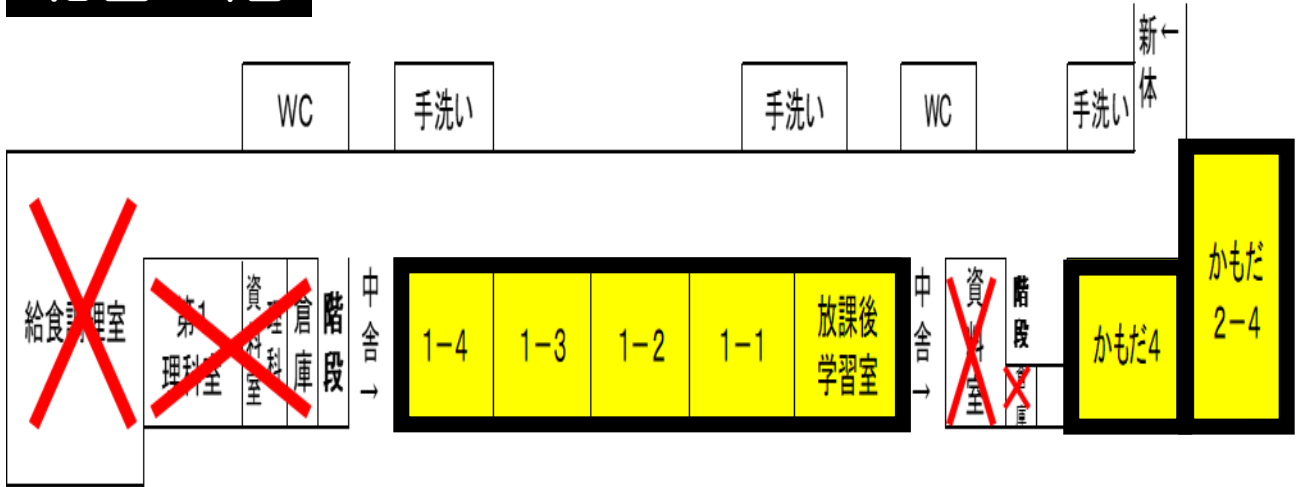 新←
体
WC
手洗い
手洗い
WC
手洗い
給食調理室
第1
理科室
理科
資料室
倉庫
階段
中舎→
1-4
1-3
1-2
1-1
放課後
学習室
中舎→
資料室
階段
倉庫
かもだ4
かもだ
2-4